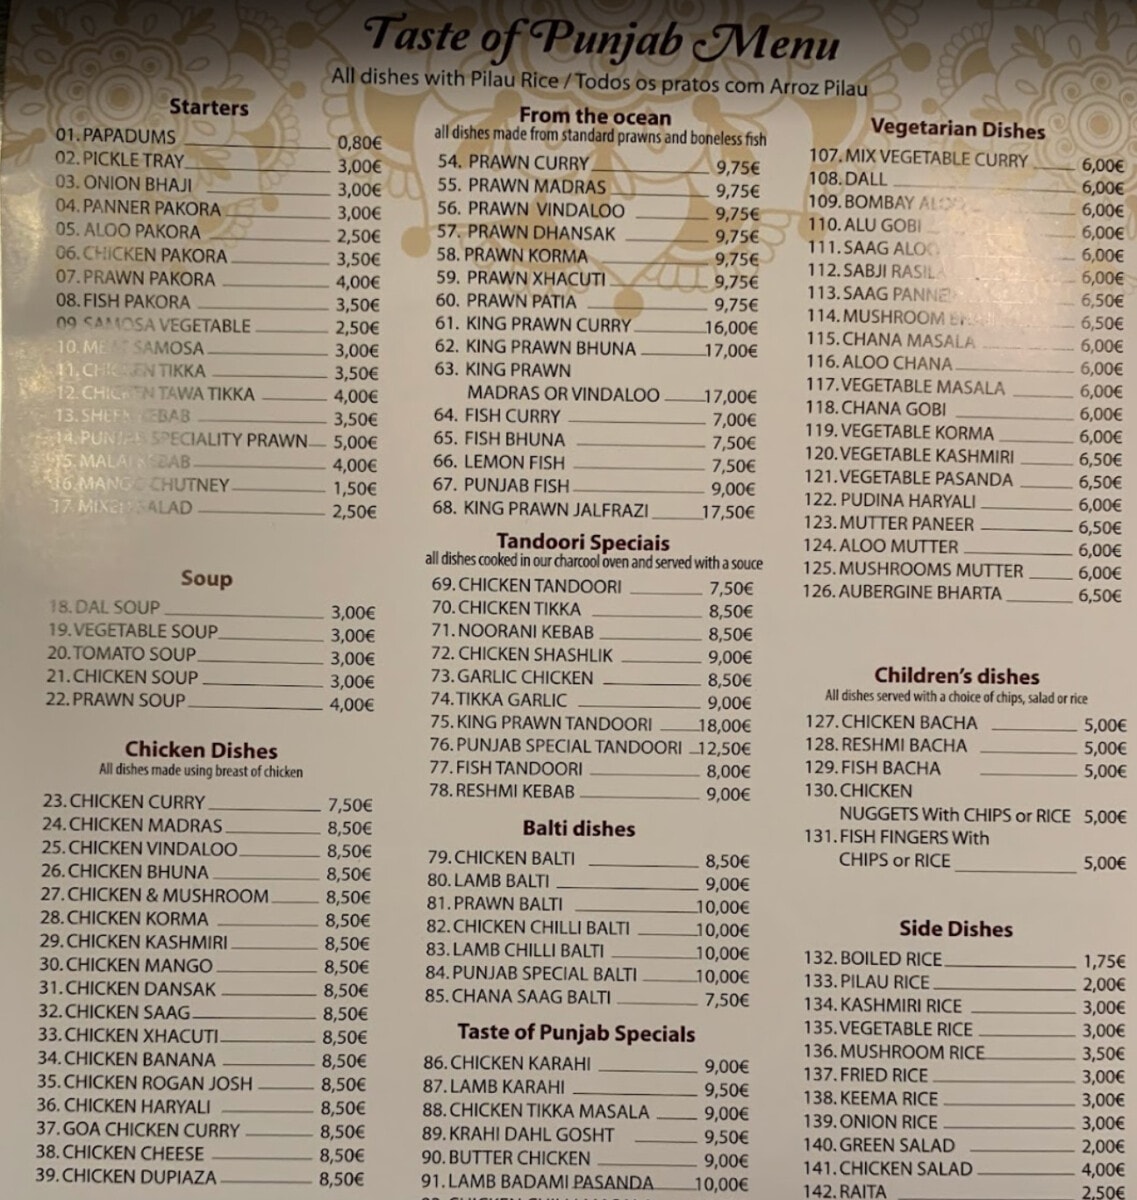 Taste of Punjab Menu
All dishes with Pilau Rice / Todos os pratos com Arroz Pilau
Starters
01. PAPADUMS 0,80€
02. PICKLE TRAY 3,00€
03. ONION BHAJI 3,00€
04. PANNER PAKORA 3,00€
05. ALOO PAKORA 2,50€
06. CHICKEN PAKORA 3,50€
07. PRAWN PAKORA 4,00€
08. FISH PAKORA 3,50€
09 SAMOSA VEGETABLE 2,50€
10. MEAT SAMOSA 3,00€
11. CHICKEN TIKKA 3,50€
12. CHICKEN TAWA TIKKA 4,00€
13. SHEEK KEBAB 3,50€
14. PUNJAB SPECIALITY PRAWN 5,00€
15. MALAI KEBAB 4,00€
16. MANGO CHUTNEY 1,50€
17. MIXED SALAD 2,50€
Soup
18. DAL SOUP 3,00€
19. VEGETABLE SOUP 3,00€
20. TOMATO SOUP 3,00€
21. CHICKEN SOUP 3,00€
22. PRAWN SOUP 4,00€
Chicken Dishes
All dishes made using breast of chicken
23. CHICKEN CURRY 7,50€
24. CHICKEN MADRAS 8,50€
25. CHICKEN VINDALOO 8,50€
26. CHICKEN BHUNA 8,50€
27. CHICKEN & MUSHROOM 8,50€
28. CHICKEN KORMA 8,50€
29. CHICKEN KASHMIRI 8,50€
30. CHICKEN MANGO 8,50€
31. CHICKEN DANSAK 8,50€
32. CHICKEN SAAG 8,50€
33. CHICKEN XHACUTI 8,50€
34. CHICKEN BANANA 8,50€
35. CHICKEN ROGAN JOSH 8,50€
36. CHICKEN HARYALI 8,50€
37. GOA CHICKEN CURRY 8,50€
38. CHICKEN CHEESE 8,50€
39. CHICKEN DUPIAZA 8,50€
From the ocean
all dishes made from standard prawns and boneless fish
54. PRAWN CURRY 9,75€
55. PRAWN MADRAS 9,75€
56. PRAWN VINDALOO 9,75€
57. PRAWN DHANSAK 9,75€
58. PRAWN KORMA 9,75€
59. PRAWN XHACUTI 9,75€
60. PRAWN PATIA 9,75€
61. KING PRAWN CURRY 16,00€
62. KING PRAWN BHUNA 17,00€
63. KING PRAWN
MADRAS OR VINDALOO 17,00€
64. FISH CURRY 7,00€
65. FISH BHUNA 7,50€
66. LEMON FISH 7,50€
67. PUNJAB FISH 9,00€
68. KING PRAWN JALFRAZI 17,50€
Tandoori Speciais
all dishes cooked in our charcool oven and served with a souce
69. CHICKEN TANDOORI 7,50€
70. CHICKEN TIKKA 8,50€
71. NOORANI KEBAB 8,50€
72. CHICKEN SHASHLIK 9,00€
73. GARLIC CHICKEN 8,50€
74. TIKKA GARLIC 9,00€
75. KING PRAWN TANDOORI 18,00€
76. PUNJAB SPECIAL TANDOORI 12,50€
77. FISH TANDOORI 8,00€
78. RESHMI KEBAB 9,00€
Balti dishes
79. CHICKEN BALTI 8,50€
80. LAMB BALTI 9,00€
81. PRAWN BALTI 10,00€
82. CHICKEN CHILLI BALTI 10,00€
83. LAMB CHILLI BALTI 10,00€
84. PUNJAB SPECIAL BALTI 10,00€
85. CHANA SAAG BALTI 7,50€
Taste of Punjab Specials
86. CHICKEN KARAHI 9,00€
87. LAMB KARAHI 9,50€
88. CHICKEN TIKKA MASALA 9,00€
89. KRAHI DAHL GOSHT 9,50€
90. BUTTER CHICKEN 9,00€
91. LAMB BADAMI PASANDA 10,00€
Vegetarian Dishes
107. MIX VEGETABLE CURRY 6,00€
108. DALL 6,00€
109. BOMBAY ALOO 6,00€
110. ALU GOBI 6,00€
111. SAAG ALOO 6,00€
112. SABJI RASILA 6,00€
113. SAAG PANNER 6,50€
114. MUSHROOM 6,50€
115. CHANA MASALA 6,00€
116. ALOO CHANA 6,00€
117. VEGETABLE MASALA 6,00€
118. CHANA GOBI 6,00€
119. VEGETABLE KORMA 6,00€
120. VEGETABLE KASHMIRI 6,50€
121. VEGETABLE PASANDA 6,50€
122. PUDINA HARYALI 6,00€
123. MUTTER PANEER 6,50€
124. ALOO MUTTER 6,00€
125. MUSHROOMS MUTTER 6,00€
126. AUBERGINE BHARTA 6,50€
Children's dishes
All dishes served with a choice of chips, salad or rice
127. CHICKEN BACHA 5,00€
128. RESHMI BACHA 5,00€
129. FISH BACHA 5,00€
130. CHICKEN
NUGGETS With CHIPS or RICE 5,00€
131. FISH FINGERS With
CHIPS or RICE 5,00€
Side Dishes
132. BOILED RICE 1,75€
133. PILAU RICE 2,00€
134. KASHMIRI RICE 3,00€
135. VEGETABLE RICE 3,00€
136. MUSHROOM RICE 3,50€
137. FRIED RICE 3,00€
138. KEEMA RICE 3,00€
139. ONION RICE 3,00€
140. GREEN SALAD 2,00€
141. CHICKEN SALAD 4,00€
142. RAITA 2,50€